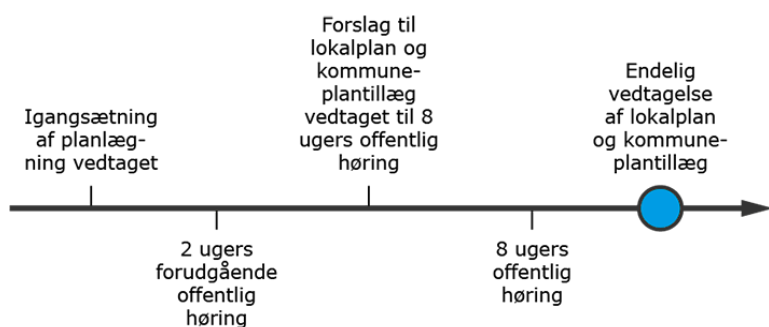 Igangsætning
af planlæg-
ning vedtaget
2 ugers
forudgående
offentlig
høring
Forslag til
lokalplan og
kommune-
plantillæg
vedtaget til 8
ugers offentlig
høring
8 ugers
offentlig
høring
Endelig
vedtagelse
af lokalplan
og kommune-
plantillæg